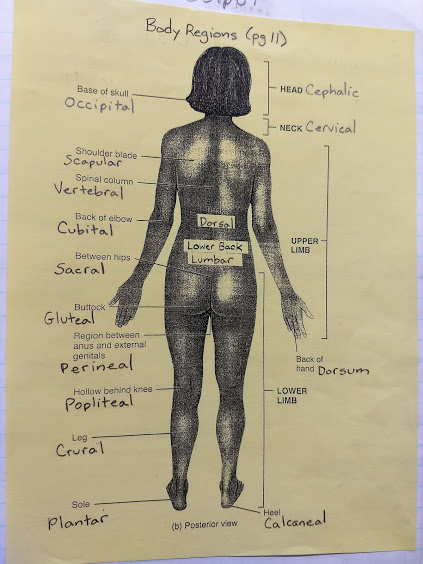 Body Regions (pg 11)
Base of skull
Occipital
HEAD Cephalic
NECK Cervical
Shoulder blade
Scapular
Spinal column
Vertebral
Back of elbow
Cubital
Dorsal
Lower Back
Lumbar
UPPER
LIMB
Between hips
Sacral
Buttock
Gluteal
Region between
anus and external
genitals
Perineal
Back of
hand Dorsum
Hollow behind knee
Popliteal
LOWER
LIMB
Leg
Crural
Sole
Plantar
Heel
Calcaneal
(b) Posterior view